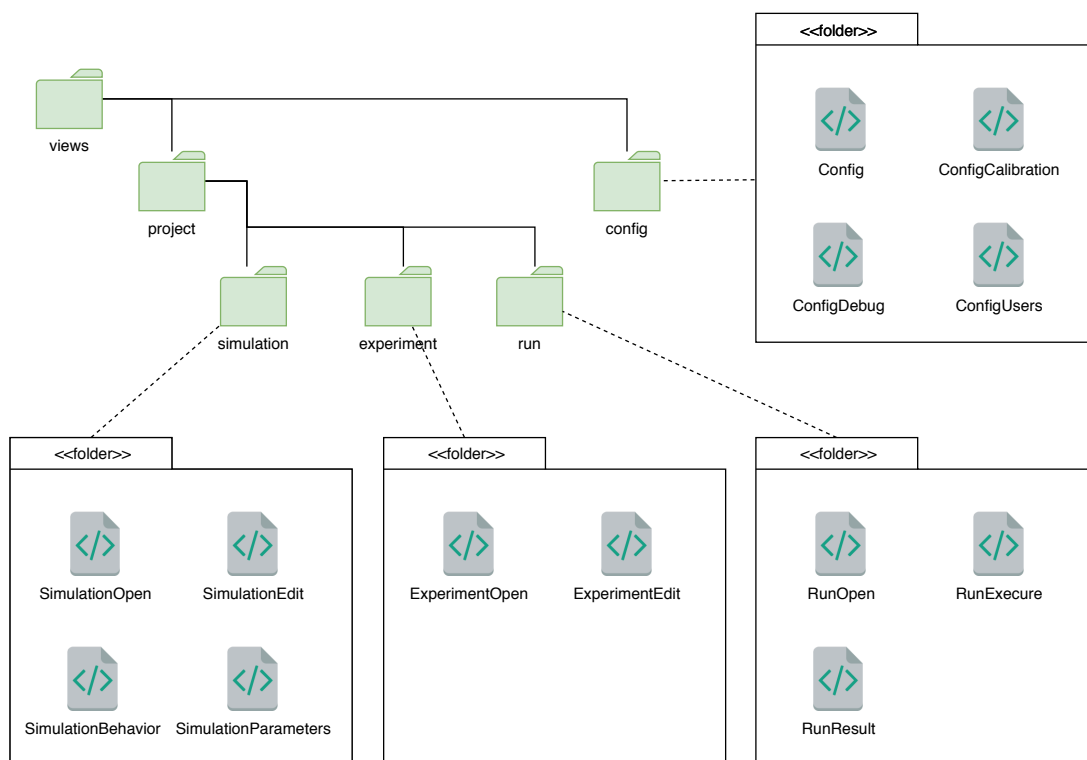 <<folder>>
views
Config
ConfigCalibration
project
config
ConfigDebug
ConfigUsers
simulation
experiment
run
<<folder>>
<<folder>>
<<folder>>
SimulationOpen
SimulationEdit
ExperimentOpen
ExperimentEdit
RunOpen
RunExecure
SimulationBehavior
SimulationParameters
RunResult